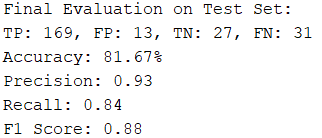 Final Evaluation on Test Set:
TP: 169, FP: 13, TN: 27, FN: 31
Accuracy: 81.67%
Precision: 0.93
Recall: 0.84
F1 Score: 0.88